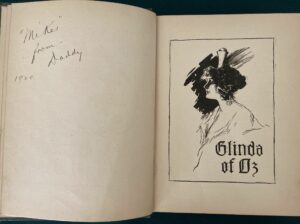 "Mike"
from
Daddy
1920
Glinda
of Oz